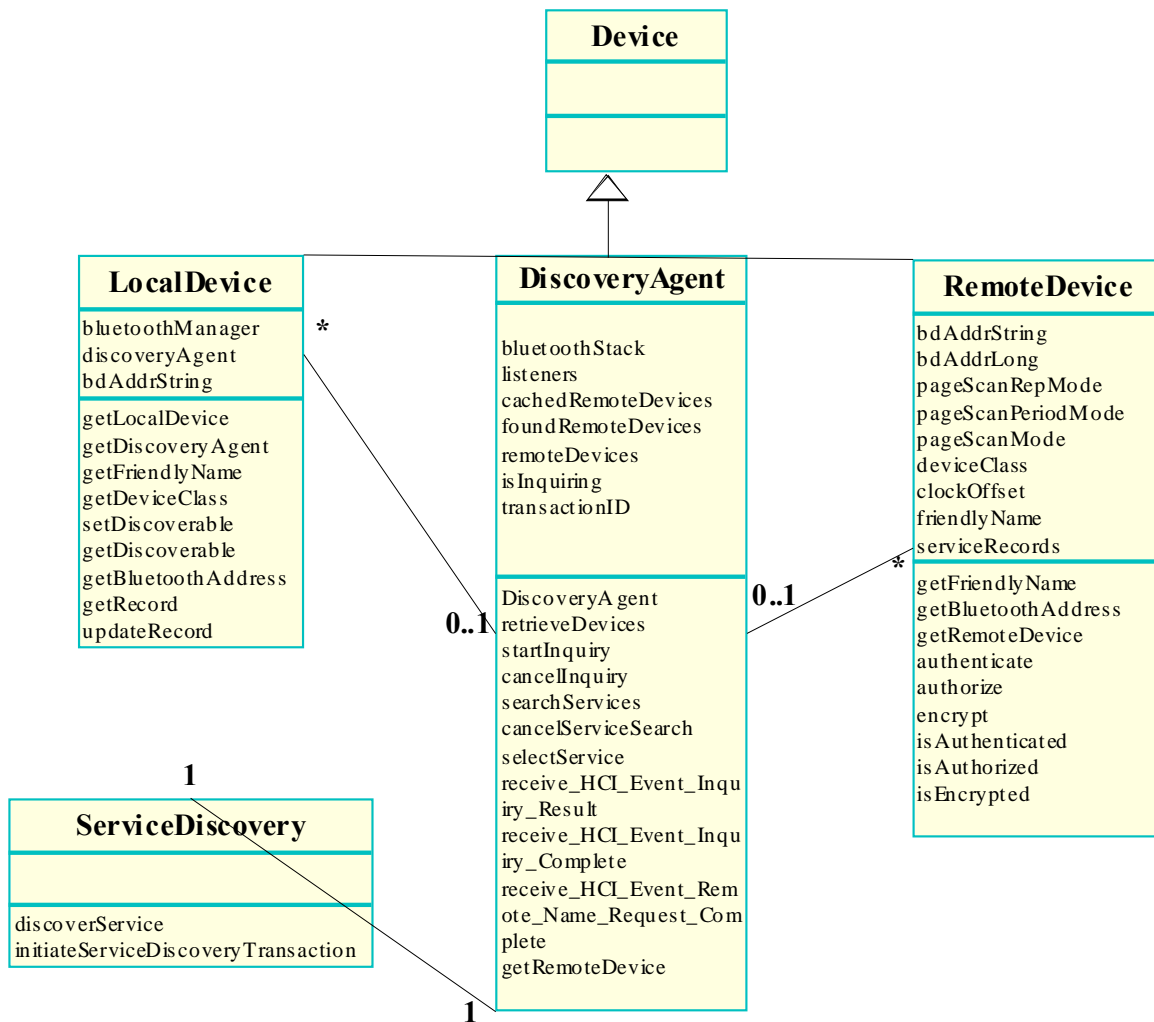 Device
LocalDevice
bluetoothManager
discoveryAgent
bdAddrString
getLocalDevice
getDiscoveryAgent
getFriendlyName
getDeviceClass
setDiscoverable
getDiscoverable
getBluetoothAddress
getRecord
updateRecord
*
0..1
DiscoveryAgent
bluetoothStack
listeners
cachedRemoteDevices
foundRemoteDevices
remoteDevices
isInquiring
transactionID
DiscoveryAgent
retrieveDevices
startInquiry
cancelInquiry
searchServices
cancelServiceSearch
selectService
receive_HCI_Event_Inqu
iry_Result
receive_HCI_Event_Inqu
iry_Complete
receive_HCI_Event_Rem
ote_Name_Request_Com
plete
getRemoteDevice
0..1
*
RemoteDevice
bdAddrString
bdAddrLong
pageScanRepMode
pageScanPeriodMode
pageScanMode
deviceClass
clockOffset
friendlyName
serviceRecords
getFriendlyName
getBluetoothAddress
getRemoteDevice
authenticate
authorize
encrypt
isAuthenticated
isAuthorized
isEncrypted
1
ServiceDiscovery
discoverService
initiateServiceDiscoveryTransaction
1